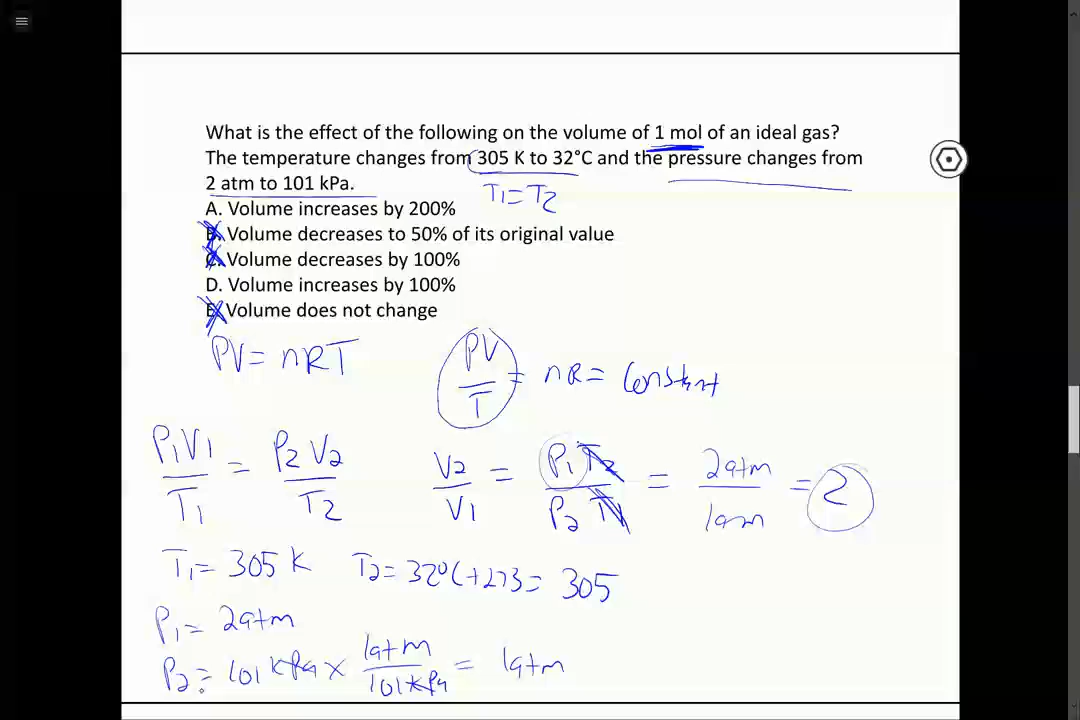 What is the effect of the following on the volume of 1 mol of an ideal gas?
The temperature changes from 305 K to 32°C and the pressure changes from
2 atm to 101 kPa.
T1 = T2
A. Volume increases by 200%
B. Volume decreases to 50% of its original value
C. Volume decreases by 100%
D. Volume increases by 100%
E. Volume does not change
PV = nRT
PV/T = nR = Constant
P1V1/T1 = P2V2/T2
V2/V1 = P1T2/P2T1 = 2atm/1atm = 2
T1 = 305 K
T2 = 32°C+273 = 305
P1 = 2atm
P2 = 101 kPa × 1atm/101kPa = 1atm